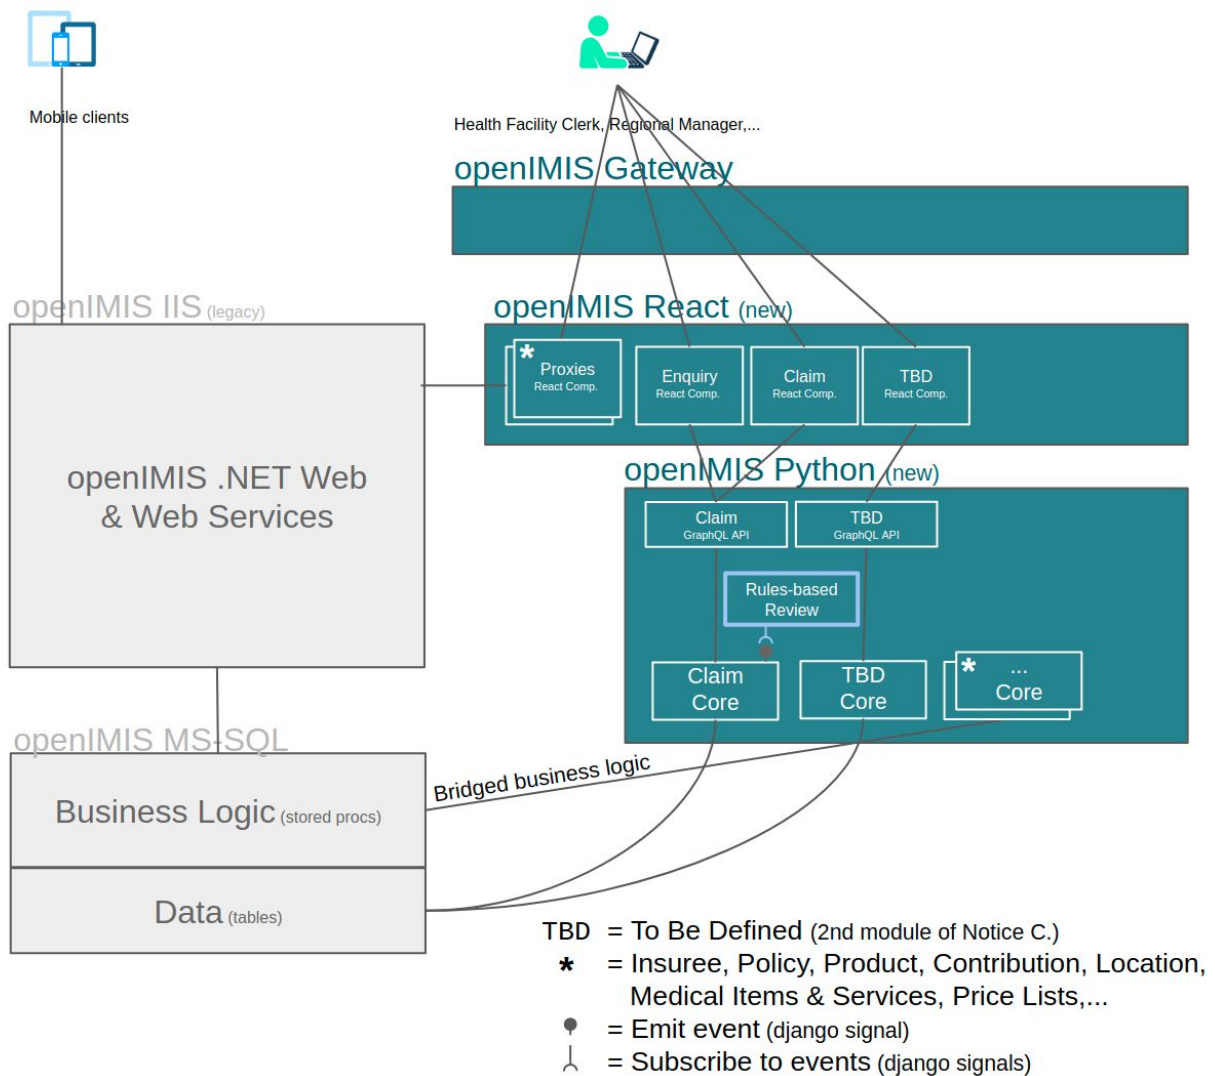 Mobile clients
Health Facility Clerk, Regional Manager,...
openIMIS Gateway
openIMIS IIS (legacy)
openIMIS React (new)
*
Proxies
React Comp.
Enquiry
React Comp.
Claim
React Comp.
TBD
React Comp.
openIMIS .NET Web
& Web Services
openIMIS Python (new)
Claim
GraphQL API
TBD
GraphQL API
Rules-based
Review
Claim
Core
TBD
Core
*
...
Core
openIMIS MS-SQL
Bridged business logic
Business Logic (stored procs)
Data (tables)
TBD = To Be Defined (2nd module of Notice C.)
* = Insuree, Policy, Product, Contribution, Location,
Medical Items & Services, Price Lists,...
= Emit event (django signal)
= Subscribe to events (django signals)